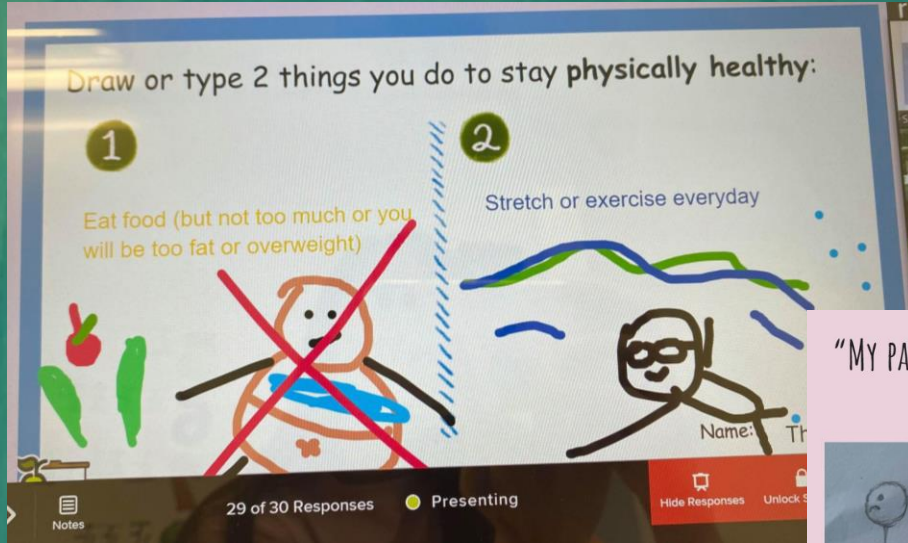 Draw or type 2 things you do to stay physically healthy:
1
2
Eat food (but not too much or you
will be too fat or overweight)
Stretch or exercise everyday
Name:
Notes
29 of 30 Responses
Presenting
Hide Responses
Unlock S
"MY PA